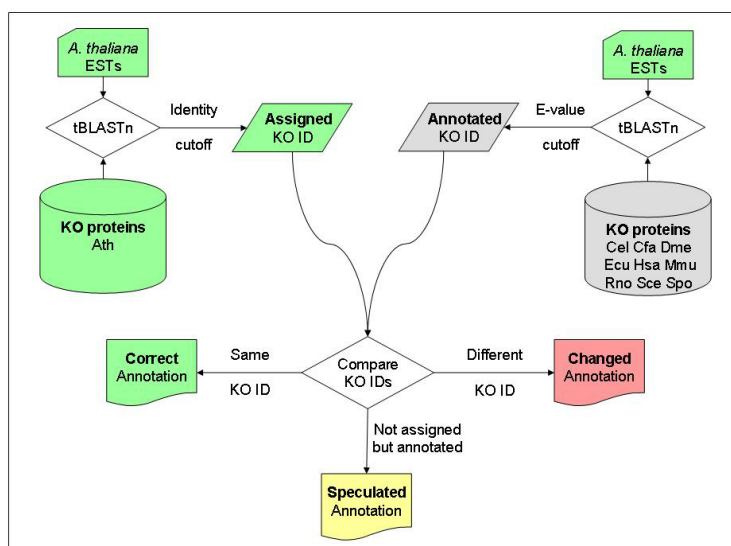 A. thaliana
ESTs
tBLASTn
Identity
cutoff
Assigned
KO ID
KO proteins
Ath
A. thaliana
ESTs
tBLASTn
E-value
cutoff
Annotated
KO ID
KO proteins
Cel Cfa Dme
Ecu Hsa Mmu
Rno Sce Spo
Compare
KO IDs
Same
KO ID
Correct
Annotation
Different
KO ID
Changed
Annotation
Not assigned
but annotated
Speculated
Annotation